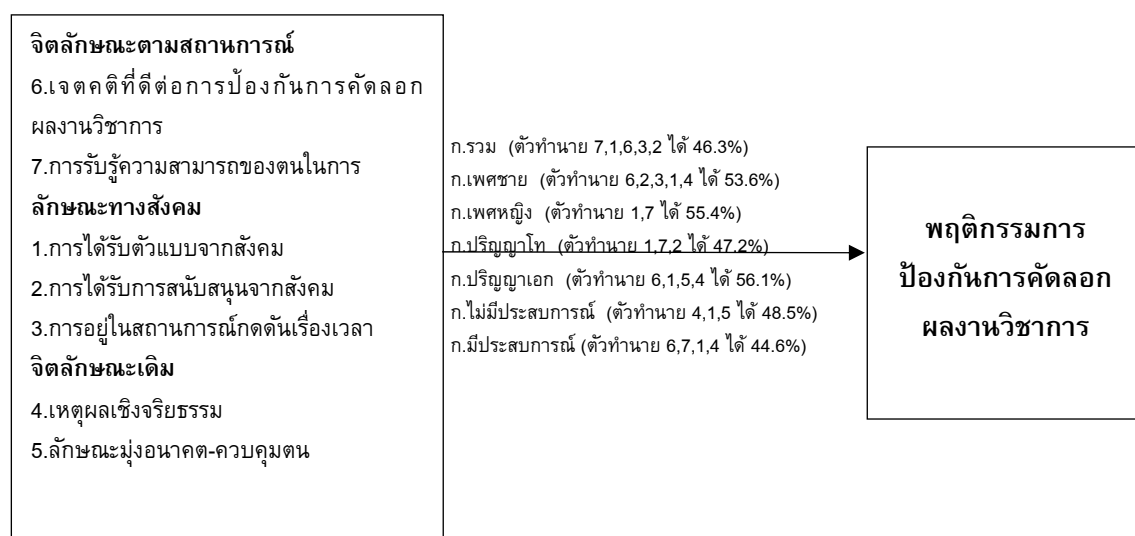 จิตลักษณะตามสถานการณ์
6.เจตคติที่ดีต่อการป้องกันการคัดลอก
ผลงานวิชาการ
7.การรับรู้ความสามารถของตนในการ
ลักษณะทางสังคม
1.การได้รับตัวแบบจากสังคม
2.การได้รับการสนับสนุนจากสังคม
3.การอยู่ในสถานการณ์กดดันเรื่องเวลา
จิตลักษณะเดิม
4.เหตุผลเชิงจริยธรรม
5.ลักษณะมุ่งอนาคต-ควบคุมตน
ก.รวม (ตัวทำนาย 7,1,6,3,2 ได้ 46.3%)
ก.เพศชาย (ตัวทำนาย 6,2,3,1,4 ได้ 53.6%)
ก.เพศหญิง (ตัวทำนาย 1,7 ได้ 55.4%)
ก.ปริญญาโท (ตัวทำนาย 1,7,2 ได้ 47.2%)
ก.ปริญญาเอก (ตัวทำนาย 6,1,5,4 ได้ 56.1%)
ก.ไม่มีประสบการณ์ (ตัวทำนาย 4,1,5 ได้ 48.5%)
ก.มีประสบการณ์ (ตัวทำนาย 6,7,1,4 ได้ 44.6%)
พฤติกรรมการ
ป้องกันการคัดลอก
ผลงานวิชาการ